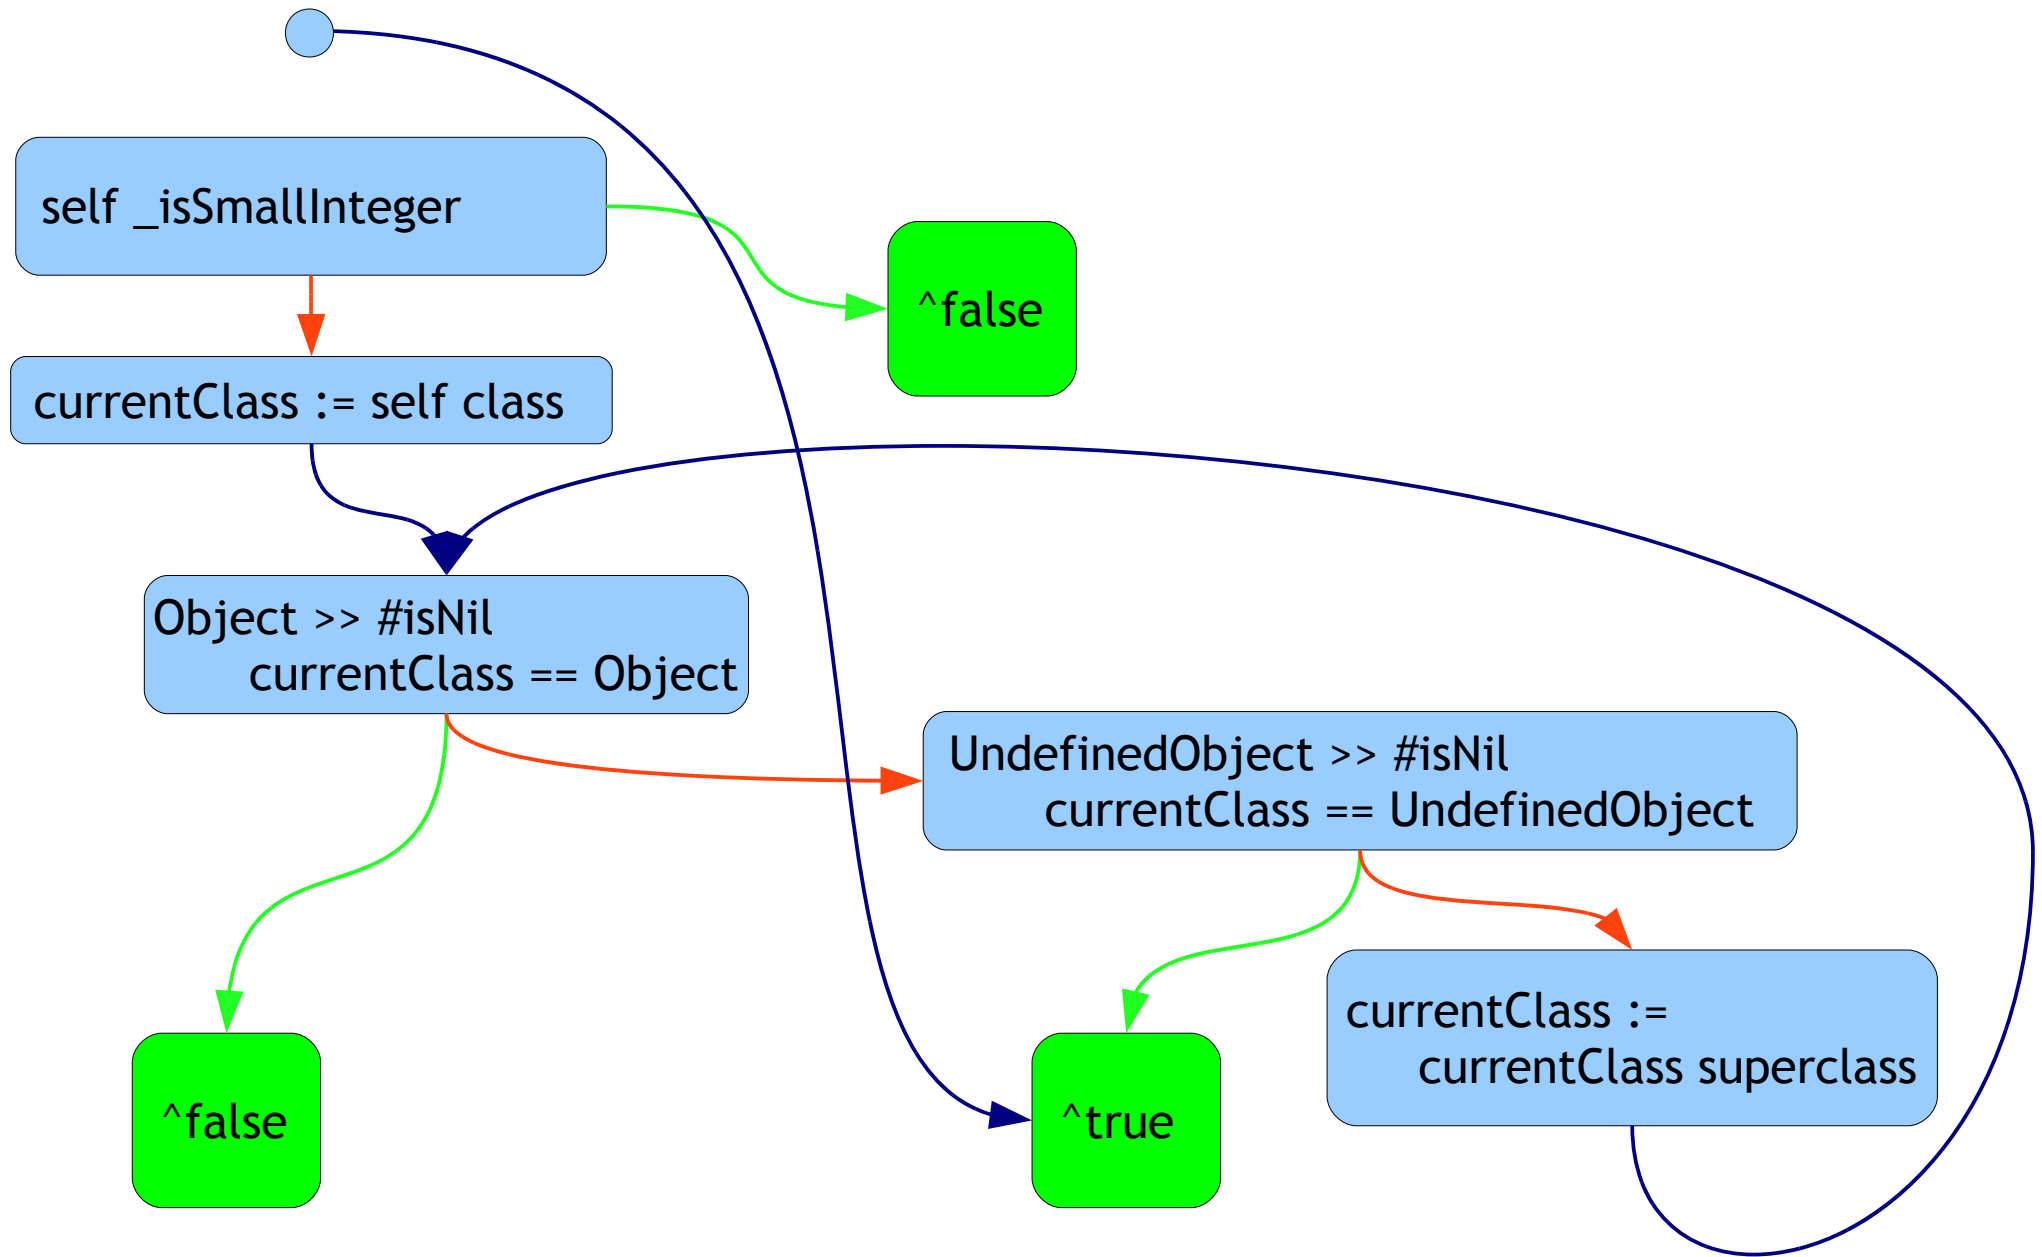 self _isSmallInteger
^false
currentClass := self class
Object >> #isNil
currentClass == Object
UndefinedObject >> #isNil
currentClass == UndefinedObject
currentClass :=
currentClass superclass
^false
^true